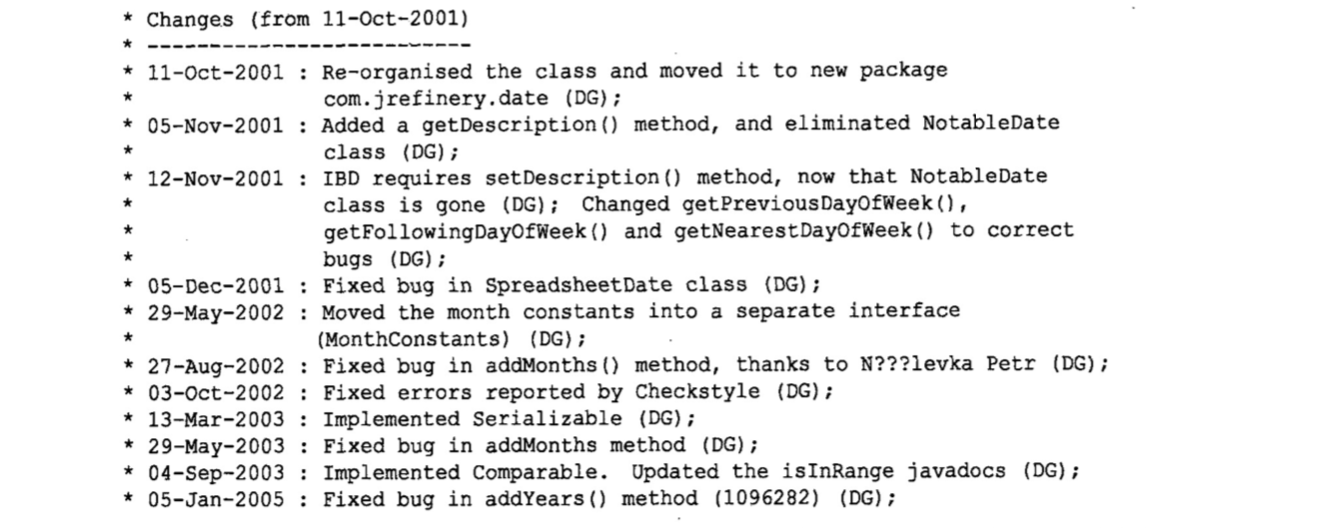 * Changes (from 11-Oct-2001)
* --------------------------
* 11-Oct-2001 : Re-organised the class and moved it to new package
*               com.jrefinery.date (DG);
* 05-Nov-2001 : Added a getDescription() method, and eliminated NotableDate
*               class (DG);
* 12-Nov-2001 : IBD requires setDescription() method, now that NotableDate
*               class is gone (DG);  Changed getPreviousDayOfWeek(),
*               getFollowingDayOfWeek() and getNearestDayOfWeek() to correct
*               bugs (DG);
* 05-Dec-2001 : Fixed bug in SpreadsheetDate class (DG);
* 29-May-2002 : Moved the month constants into a separate interface
*               (MonthConstants) (DG);
* 27-Aug-2002 : Fixed bug in addMonths() method, thanks to N???levka Petr (DG);
* 03-Oct-2002 : Fixed errors reported by Checkstyle (DG);
* 13-Mar-2003 : Implemented Serializable (DG);
* 29-May-2003 : Fixed bug in addMonths method (DG);
* 04-Sep-2003 : Implemented Comparable.  Updated the isInRange javadocs (DG);
* 05-Jan-2005 : Fixed bug in addYears() method (1096282) (DG);